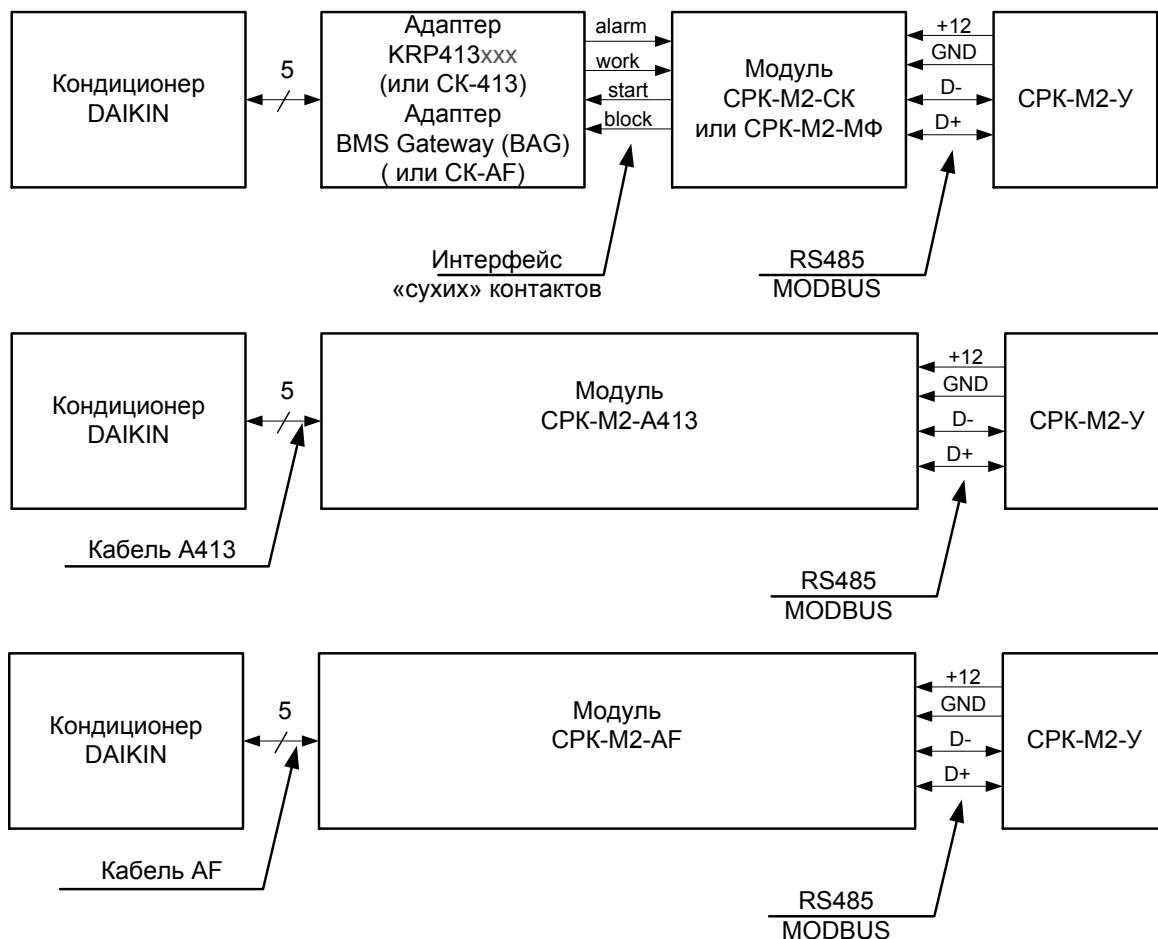 Кондиционер
DAIKIN
5
Адаптер
KRP413xxx
(или СК-413)
Адаптер
BMS Gateway (BAG)
( или СК-AF)
alarm
work
start
block
Модуль
СРК-М2-СК
или СРК-М2-МФ
+12
GND
D-
D+
СРК-М2-У
Интерфейс
«сухих» контактов
RS485
MODBUS
Кондиционер
DAIKIN
5
Модуль
СРК-М2-А413
+12
GND
D-
D+
СРК-М2-У
Кабель А413
RS485
MODBUS
Кондиционер
DAIKIN
5
Модуль
СРК-М2-AF
+12
GND
D-
D+
СРК-М2-У
Кабель AF
RS485
MODBUS